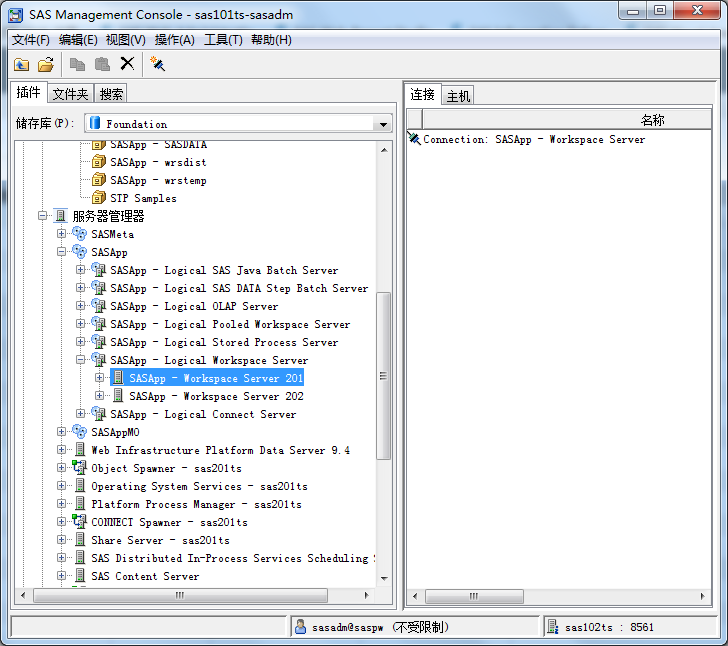 SAS Management Console - sas101ts-sasadm
文件(F) 编辑(E) 视图(V) 操作(A) 工具(T) 帮助(H)
插件 文件夹 搜索
储存库(P): Foundation
SASApp - SASDATA
SASApp - wrsdist
SASApp - wrstemp
STP Samples
服务器管理器
SASMeta
SASApp
SASApp - Logical SAS Java Batch Server
SASApp - Logical SAS DATA Step Batch Server
SASApp - Logical OLAP Server
SASApp - Logical Pooled Workspace Server
SASApp - Logical Stored Process Server
SASApp - Logical Workspace Server
SASApp - Workspace Server 201
SASApp - Workspace Server 202
SASApp - Logical Connect Server
SASAppMO
Web Infrastructure Platform Data Server 9.4
Object Spawner - sas201ts
Operating System Services - sas201ts
Platform Process Manager - sas201ts
CONNECT Spawner - sas201ts
Share Server - sas201ts
SAS Distributed In-Process Services Scheduling
SAS Content Server
连接 主机
名称
Connection: SASApp - Workspace Server
sasadm@saspw (不受限制)
sas102ts : 8561